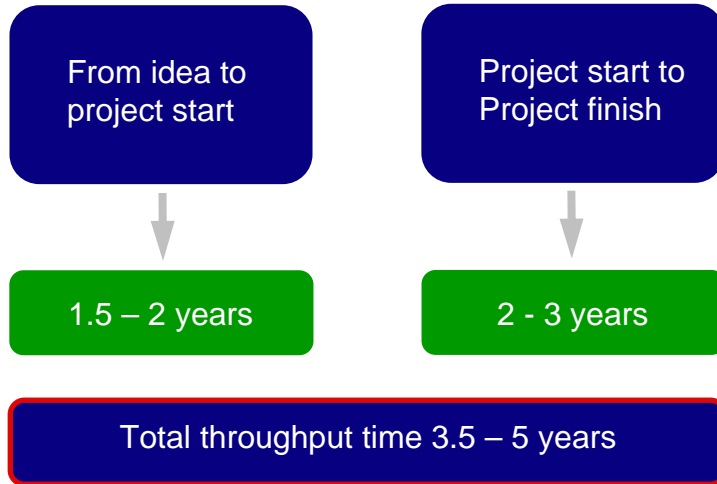 From idea to
project start
Project start to
Project finish
1.5 – 2 years
2 - 3 years
Total throughput time 3.5 – 5 years